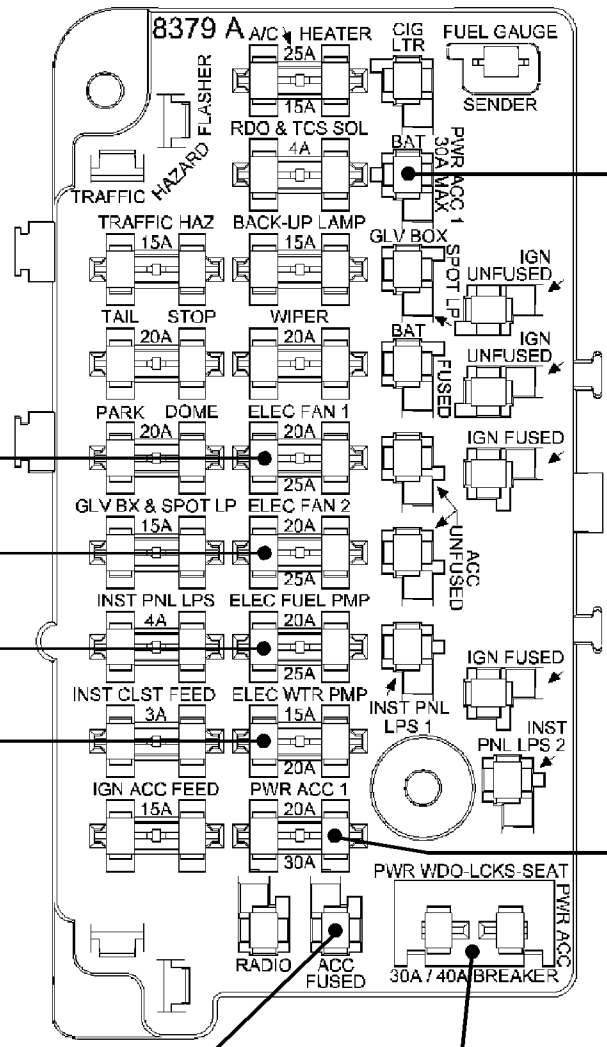 8379 A
A/C HEATER
25A
15A
CIG
LTR
FUEL GAUGE
SENDER
FLASHER
HAZARD
TRAFFIC
RDO & TCS SOL
4A
BAT
PWR ACC 1
30A MAX
TRAFFIC HAZ
15A
BACK-UP LAMP
15A
GLV BOX
SPOT LP
IGN
UNFUSED
TAIL STOP
20A
WIPER
20A
BAT
FUSED
IGN
UNFUSED
PARK DOME
20A
ELEC FAN 1
20A
25A
IGN FUSED
GLV BX & SPOT LP
15A
ELEC FAN 2
20A
25A
ACC
UNFUSED
INST PNL LPS
4A
ELEC FUEL PMP
20A
25A
INST PNL
LPS 1
IGN FUSED
INST CLST FEED
3A
ELEC WTR PMP
15A
20A
INST
PNL LPS 2
IGN ACC FEED
15A
PWR ACC 1
20A
30A
PWR WDO-LCKS-SEAT
PWR ACC
30A / 40A BREAKER
RADIO
ACC
FUSED